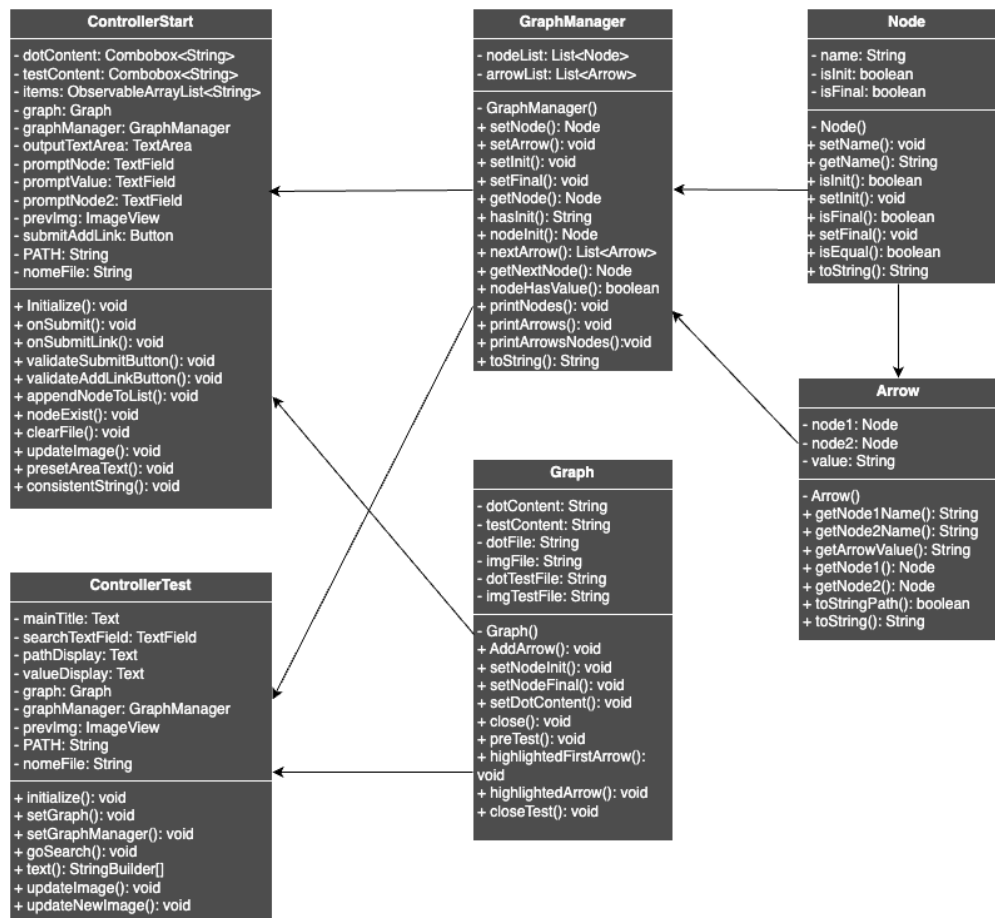 ControllerStart
- dotContent: Combobox<String>
- testContent: Combobox<String>
- items: ObservableArrayList<String>
- graph: Graph
- graphManager: GraphManager
- outputTextArea: TextArea
- promptNode: TextField
- promptValue: TextField
- promptNode2: TextField
- prevImg: ImageView
- submitAddLink: Button
- PATH: String
- nomeFile: String
+ Initialize(): void
+ onSubmit(): void
+ onSubmitLink(): void
+ validateSubmitButton(): void
+ validateAddLinkButton(): void
+ appendNodeToList(): void
+ nodeExist(): void
+ clearFile(): void
+ updateImage(): void
+ presetAreaText(): void
+ consistentString(): void
GraphManager
- nodeList: List<Node>
- arrowList: List<Arrow>
- GraphManager()
+ setNode(): Node
+ setArrow(): void
+ setInit(): void
+ setFinal(): void
+ getNode(): Node
+ hasInit(): String
+ nodeInit(): Node
+ nextArrow(): List<Arrow>
+ getNextNode(): Node
+ nodeHasValue(): boolean
+ printNodes(): void
+ printArrows(): void
+ printArrowsNodes():void
+ toString(): String
Node
- name: String
- isInit: boolean
- isFinal: boolean
- Node()
+ setName(): void
+ getName(): String
+ isInit(): boolean
+ setInit(): void
+ isFinal(): boolean
+ setFinal(): void
+ isEqual(): boolean
+ toString(): String
Arrow
- node1: Node
- node2: Node
- value: String
- Arrow()
+ getNode1Name(): String
+ getNode2Name(): String
+ getArrowValue(): String
+ getNode1(): Node
+ getNode2(): Node
+ toStringPath(): boolean
+ toString(): String
Graph
- dotContent: String
- testContent: String
- dotFile: String
- imgFile: String
- dotTestFile: String
- imgTestFile: String
- Graph()
+ AddArrow(): void
+ setNodeInit(): void
+ setNodeFinal(): void
+ setDotContent(): void
+ close(): void
+ preTest(): void
+ highlightedFirstArrow():
void
+ highlightedArrow(): void
+ closeTest(): void
ControllerTest
- mainTitle: Text
- searchTextField: TextField
- pathDisplay: Text
- valueDisplay: Text
- graph: Graph
- graphManager: GraphManager
- prevImg: ImageView
- PATH: String
- nomeFile: String
+ initialize(): void
+ setGraph(): void
+ setGraphManager(): void
+ goSearch(): void
+ text(): StringBuilder[]
+ updateImage(): void
+ updateNewImage(): void